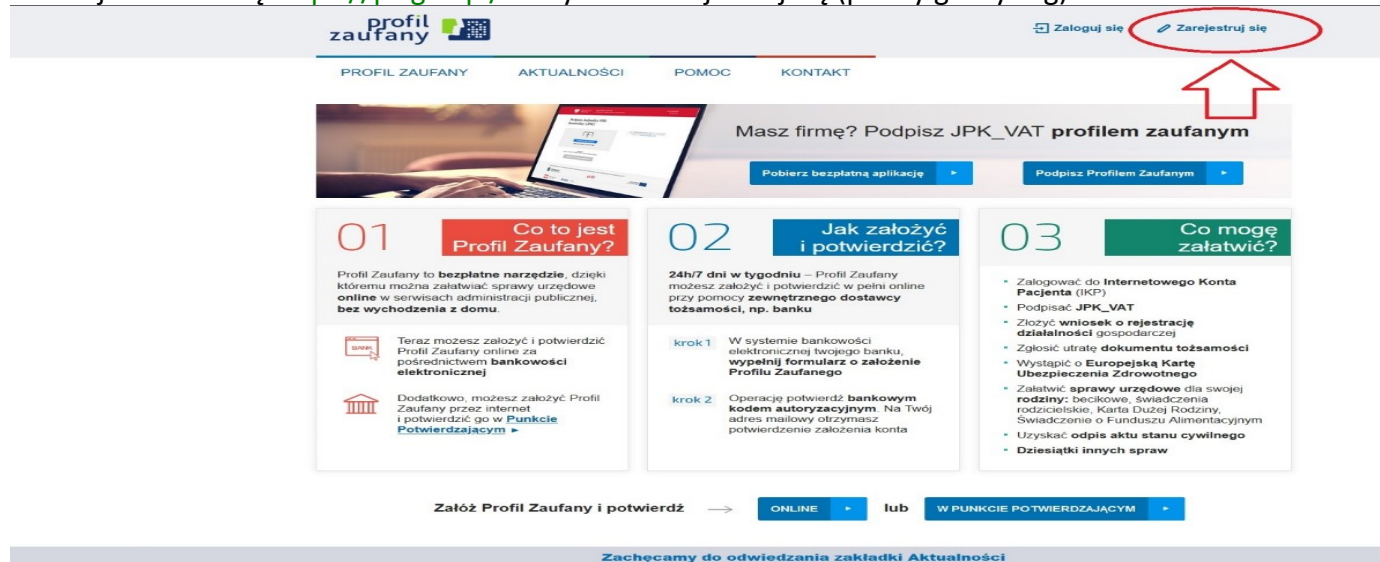 profil
zaufany
Zaloguj się
Zarejestruj się
PROFIL ZAUFANY
AKTUALNOŚCI
POMOC
KONTAKT
Masz firmę? Podpisz JPK_VAT profilem zaufanym
Pobierz bezpłatną aplikację
Podpisz Profilem Zaufanym
01
Co to jest
Profil Zaufany?
Profil Zaufany to bezpłatne narzędzie, dzięki
któremu można załatwiać sprawy urzędowe
online w serwisach administracji publicznej,
bez wychodzenia z domu.
BANK
Teraz możesz założyć i potwierdzić
Profil Zaufany online za
pośrednictwem bankowości
elektronicznej
Dodatkowo, możesz założyć Profil
Zaufany przez internet
i potwierdzić go w Punkcie
Potwierdzającym
02
Jak założyć
i potwierdzić?
24h/7 dni w tygodniu – Profil Zaufany
możesz założyć i potwierdzić w pełni online
przy pomocy zewnętrznego dostawcy
tożsamości, np. banku
krok 1
W systemie bankowości
elektronicznej twojego banku,
wypełnij formularz o założenie
Profilu Zaufanego
krok 2
Operację potwierdź bankowym
kodem autoryzacyjnym. Na Twój
adres mailowy otrzymasz
potwierdzenie założenia konta
03
Co mogę
załatwić?
Zalogować do Internetowego Konta
Pacjenta (IKP)
Podpisać JPK_VAT
Złożyć wniosek o rejestrację
działalności gospodarczej
Zgłosić utratę dokumentu tożsamości
Wystąpić o Europejską Kartę
Ubezpieczenia Zdrowotnego
Załatwić sprawy urzędowe dla swojej
rodziny: becikowe, świadczenia
rodzicielskie, Karta Dużej Rodziny,
Świadczenie o Funduszu Alimentacyjnym
Uzyskać odpis aktu stanu cywilnego
Dziesiątki innych spraw
Załóż Profil Zaufany i potwierdź
ONLINE
lub
W PUNKCIE POTWIERDZAJĄCYM
Zachęcamy do odwiedzania zakładki Aktualności